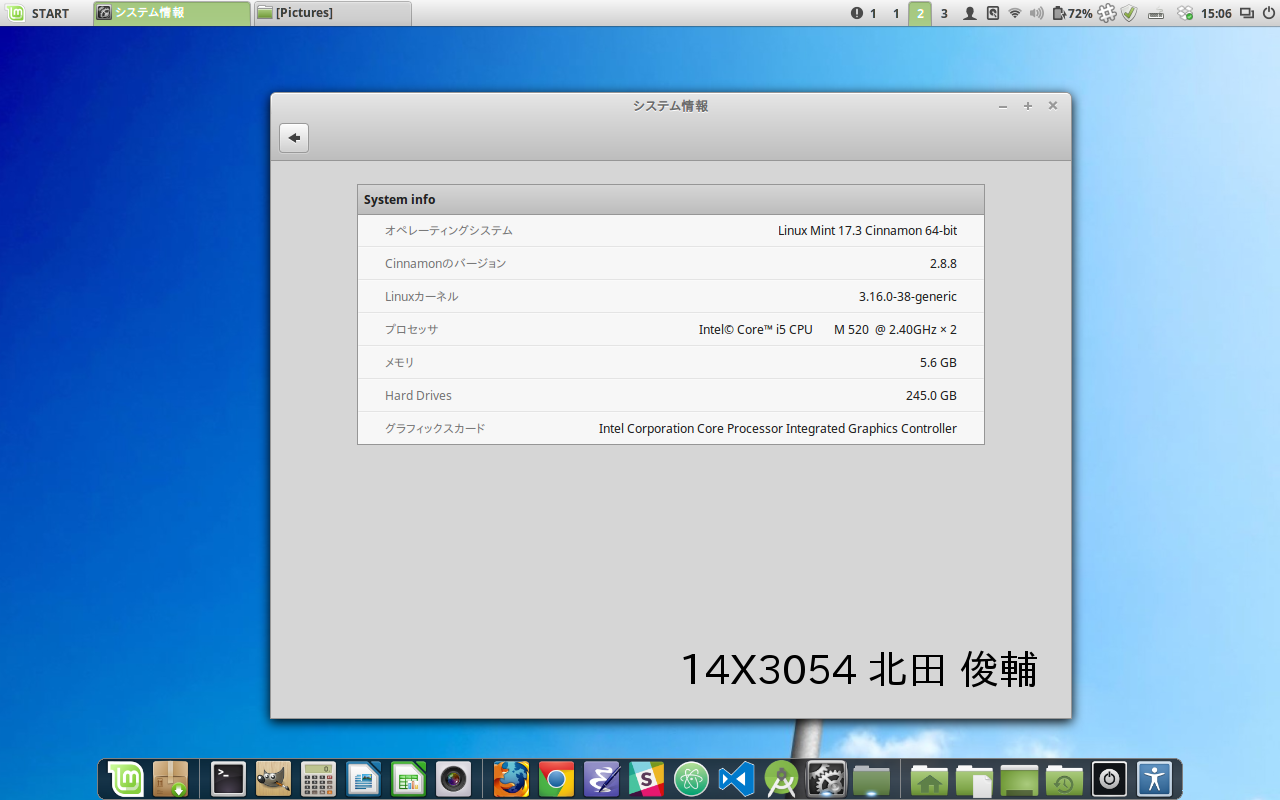 START システム情報 [Pictures] 1 1 2 3 72% 15:06
システム情報
System info
オペレーティングシステム Linux Mint 17.3 Cinnamon 64-bit
Cinnamonのバージョン 2.8.8
Linuxカーネル 3.16.0-38-generic
プロセッサ Intel© Core™ i5 CPU M 520 @ 2.40GHz × 2
メモリ 5.6 GB
Hard Drives 245.0 GB
グラフィックスカード Intel Corporation Core Processor Integrated Graphics Controller
14X3054 北田 俊輔